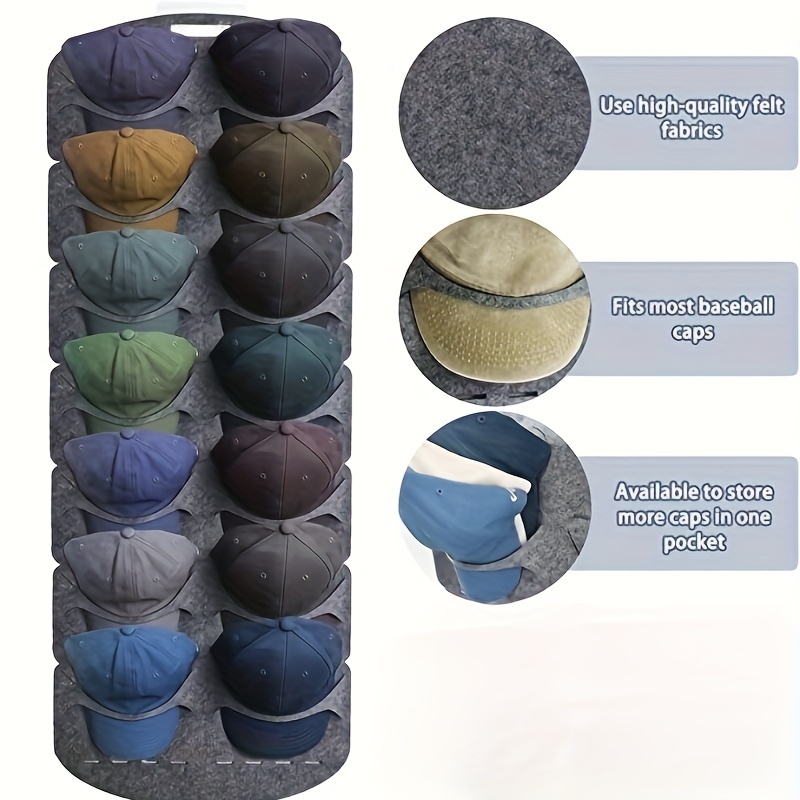 Use high-quality felt
fabrics
Fits most baseball
caps
Available to store
more caps in one
pocket